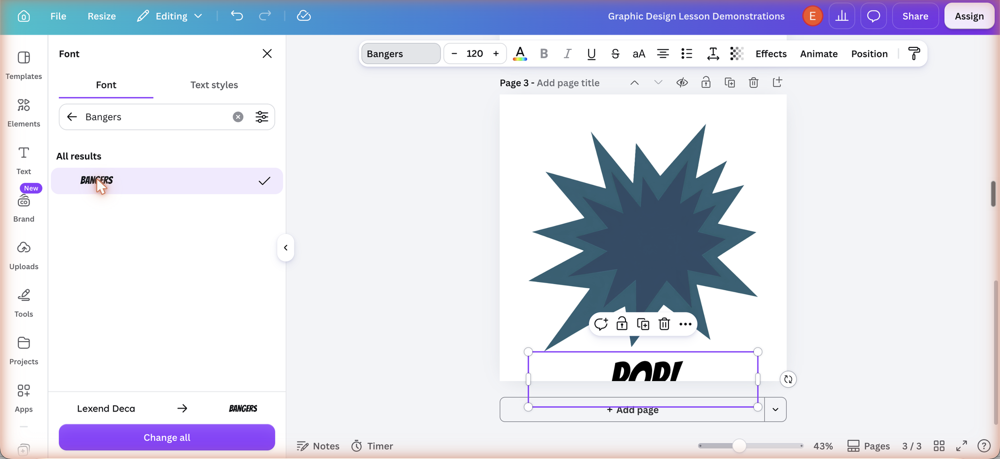 File Resize Editing Graphic Design Lesson Demonstrations E Share Assign
Templates
Elements
Text
New
Brand
Uploads
Tools
Projects
Apps
Font
Font Text styles
Bangers
All results
BANGERS
Lexend Deca → BANGERS
Change all
Bangers – 120 + A B I U S aA Effects Animate Position
Page 3 - Add page title
POP!
+ Add page
Notes Timer 43% Pages 3 / 3 ?